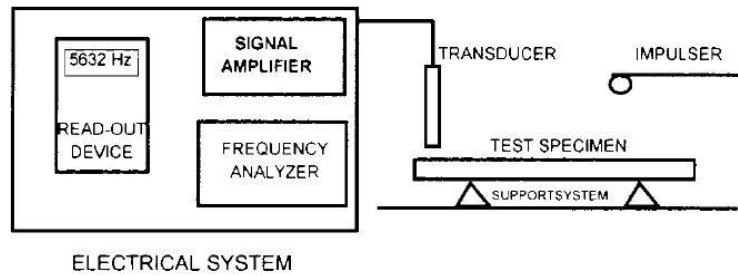 5632 Hz
READ-OUT
DEVICE
SIGNAL
AMPLIFIER
FREQUENCY
ANALYZER
TRANSDUCER
IMPULSER
TEST SPECIMEN
SUPPORTSYSTEM
ELECTRICAL SYSTEM